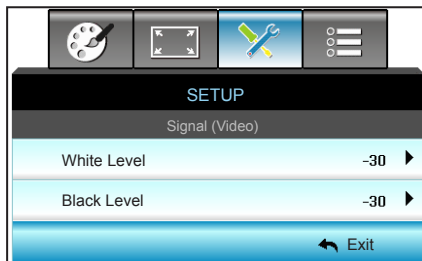 SETUP
Signal (Video)
White Level -30
Black Level -30
Exit